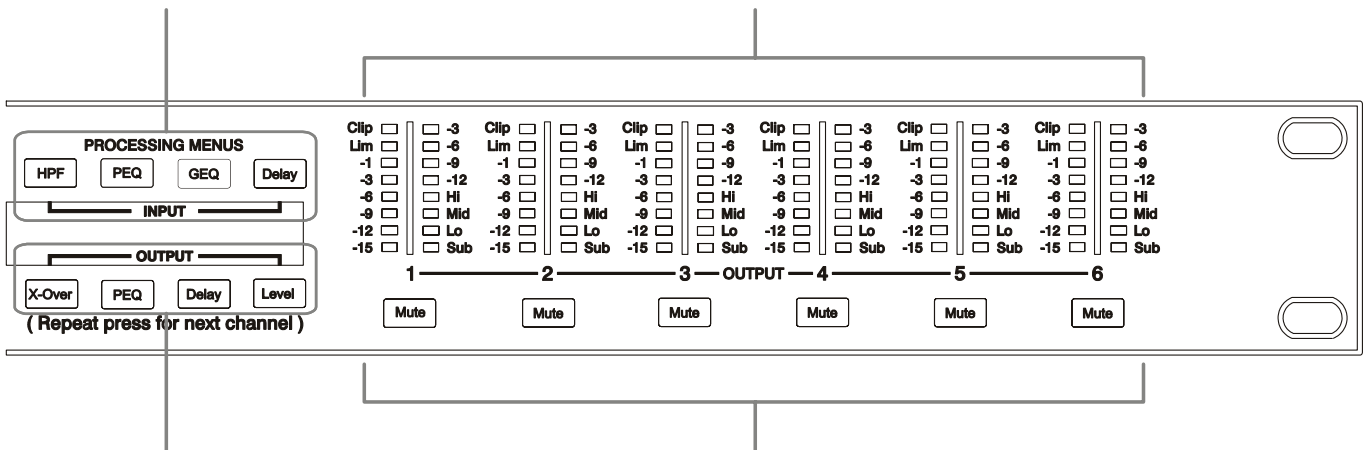 PROCESSING MENUS
HPF PEQ GEQ Delay
INPUT
OUTPUT
X-Over PEQ Delay Level
( Repeat press for next channel )
Clip -3 Clip -3 Clip -3 Clip -3 Clip -3 Clip -3
Lim -6 Lim -6 Lim -6 Lim -6 Lim -6 Lim -6
-1 -9 -1 -9 -1 -9 -1 -9 -1 -9 -1 -9
-3 -12 -3 -12 -3 -12 -3 -12 -3 -12 -3 -12
-6 Hi -6 Hi -6 Hi -6 Hi -6 Hi -6 Hi
-9 Mid -9 Mid -9 Mid -9 Mid -9 Mid -9 Mid
-12 Lo -12 Lo -12 Lo -12 Lo -12 Lo -12 Lo
-15 Sub -15 Sub -15 Sub -15 Sub -15 Sub -15 Sub
1 2 3 OUTPUT 4 5 6
Mute Mute Mute Mute Mute Mute